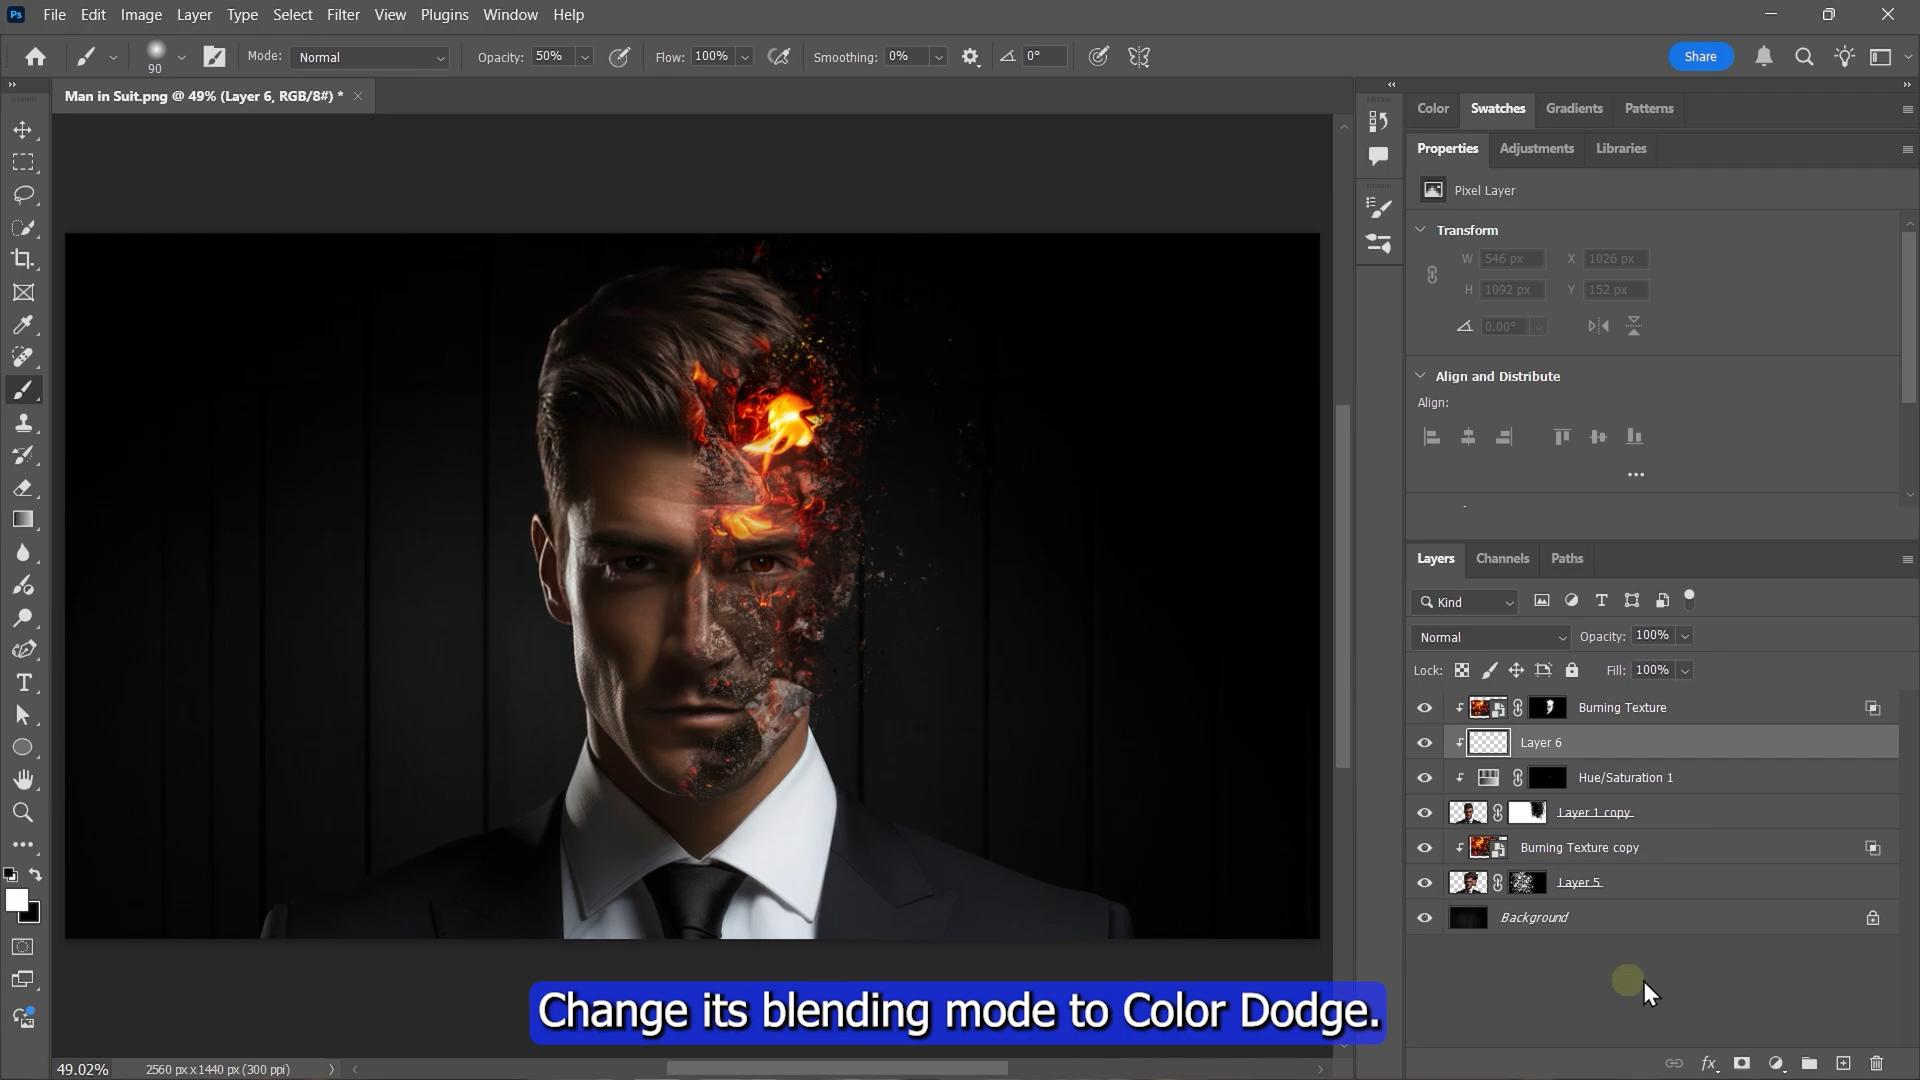 Ps File Edit Image Layer Type Select Filter View Plugins Window Help
90 Mode: Normal Opacity: 50% Flow: 100% Smoothing: 0% 0° Share
Man in Suit.png @ 49% (Layer 6, RGB/8#) * ×
Color Swatches Gradients Patterns
Properties Adjustments Libraries
Pixel Layer
Transform
W 546 px X 1026 px
H 1092 px Y 152 px
0.00°
Align and Distribute
Align:
Layers Channels Paths
Kind
Normal Opacity: 100%
Lock: Fill: 100%
Burning Texture
Layer 6
Hue/Saturation 1
Layer 1 copy
Burning Texture copy
Layer 5
Background
Change its blending mode to Color Dodge.
49.02% 2560 px x 1440 px (300 ppi)
fx